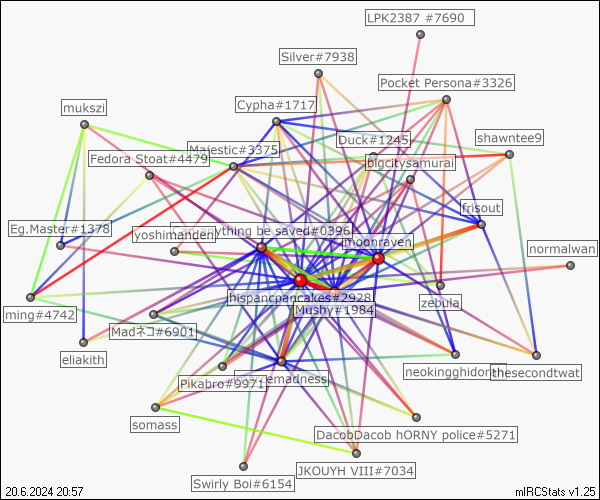 LPK2387 #7690
Silver#7938
Pocket Persona#3326
Cypha#1717
mukszi
Duck#1245
shawntee9
Majestic#3375
Fedora Stoat#4479
bigcitysamurai
frisout
Eg.Master#1378
ything be saved#0396
yoshimanden
moonraven
normalwan
hispancpancakes#2928
zebula
Mushy#1984
ming#4742
Madネコ#6901
eliakith
neokingghidorah
thesecondtwat
Pikabro#9971
emadness
somass
DacobDacob hORNY police#5271
JKOUYH VIII#7034
Swirly Boi#6154
20.6.2024 20:57
mIRCStats v1.25